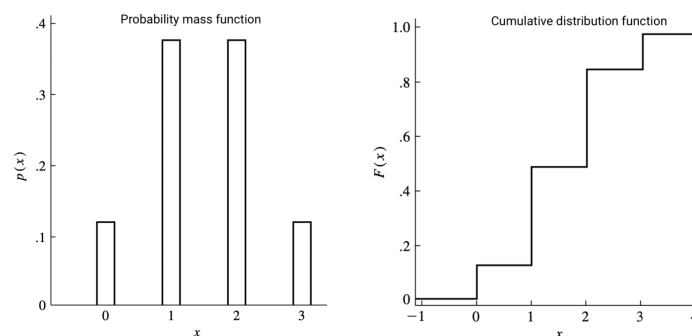 Probability mass function
.4
.3
.2
.1
0
p(x)
0 1 2 3
x
Cumulative distribution function
1.0
.8
.6
.4
.2
0
F(x)
−1 0 1 2 3
x